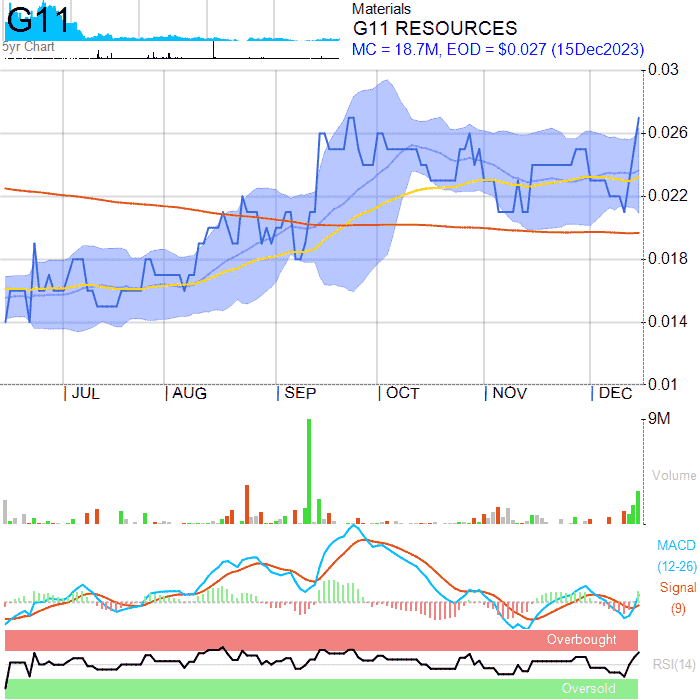 G11
5yr Chart
Materials
G11 RESOURCES
MC = 18.7M, EOD = $0.027 (15Dec2023)
0.03
0.026
0.022
0.018
0.014
0.01
JUL AUG SEP OCT NOV DEC
9M
Volume
MACD
(12-26)
Signal
(9)
Overbought
RSI(14)
Oversold